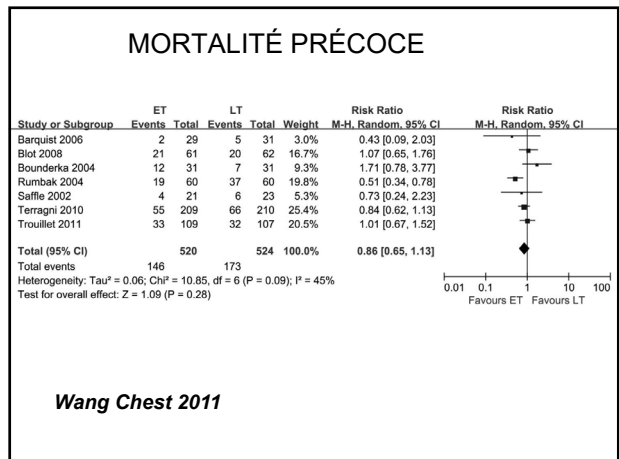 MORTALITÉ PRÉCOCE
ET LT Risk Ratio Risk Ratio
Study or Subgroup Events Total Events Total Weight M-H, Random, 95% CI M-H, Random, 95% CI
Barquist 2006 2 29 5 31 3.0% 0.43 [0.09, 2.03]
Blot 2008 21 61 20 62 16.7% 1.07 [0.65, 1.76]
Bounderka 2004 12 31 7 31 9.3% 1.71 [0.78, 3.77]
Rumbak 2004 19 60 37 60 19.8% 0.51 [0.34, 0.78]
Saffle 2002 4 21 6 23 5.3% 0.73 [0.24, 2.23]
Terragni 2010 55 209 66 210 25.4% 0.84 [0.62, 1.13]
Trouillet 2011 33 109 32 107 20.5% 1.01 [0.67, 1.52]
Total (95% CI) 520 524 100.0% 0.86 [0.65, 1.13]
Total events 146 173
Heterogeneity: Tau² = 0.06; Chi² = 10.85, df = 6 (P = 0.09); I² = 45%
Test for overall effect: Z = 1.09 (P = 0.28)
0.01 0.1 1 10 100
Favours ET Favours LT
Wang Chest 2011